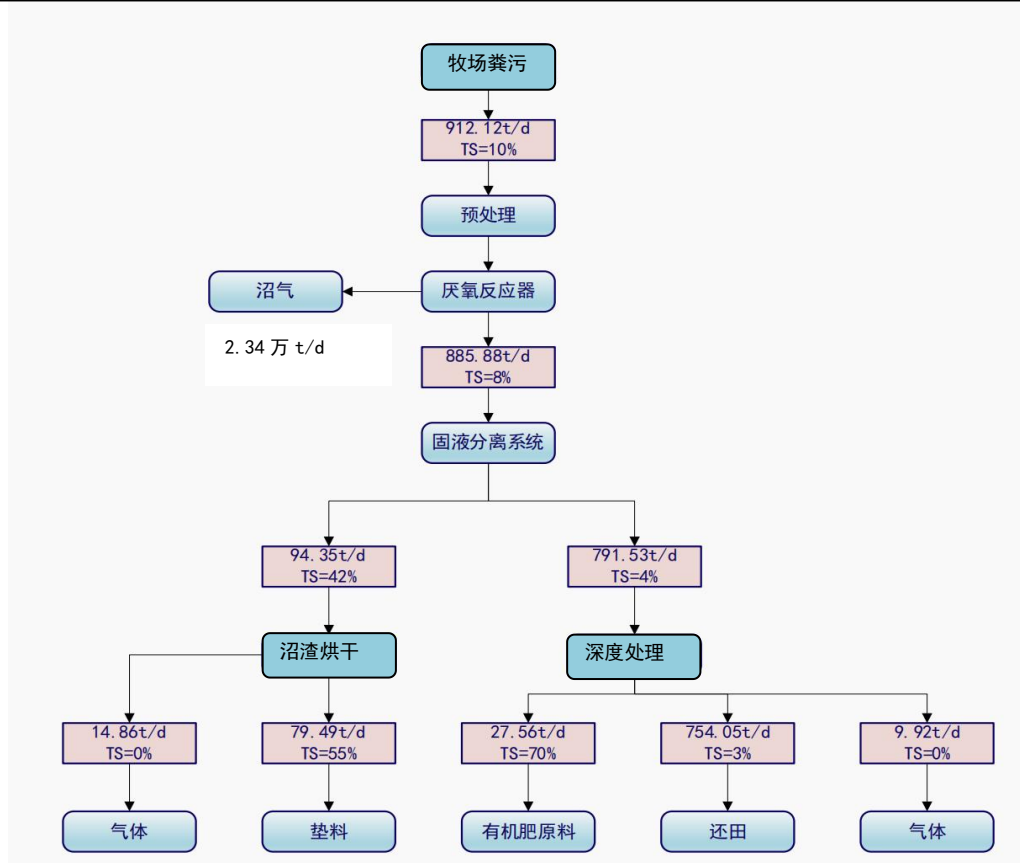 牧场粪污
912.12t/d
TS=10%
预处理
沼气
厌氧反应器
2.34 万 t/d
885.88t/d
TS=8%
固液分离系统
94.35t/d
TS=42%
791.53t/d
TS=4%
沼渣烘干
深度处理
14.86t/d
TS=0%
79.49t/d
TS=55%
27.56t/d
TS=70%
754.05t/d
TS=3%
9.92t/d
TS=0%
气体
垫料
有机肥原料
还田
气体